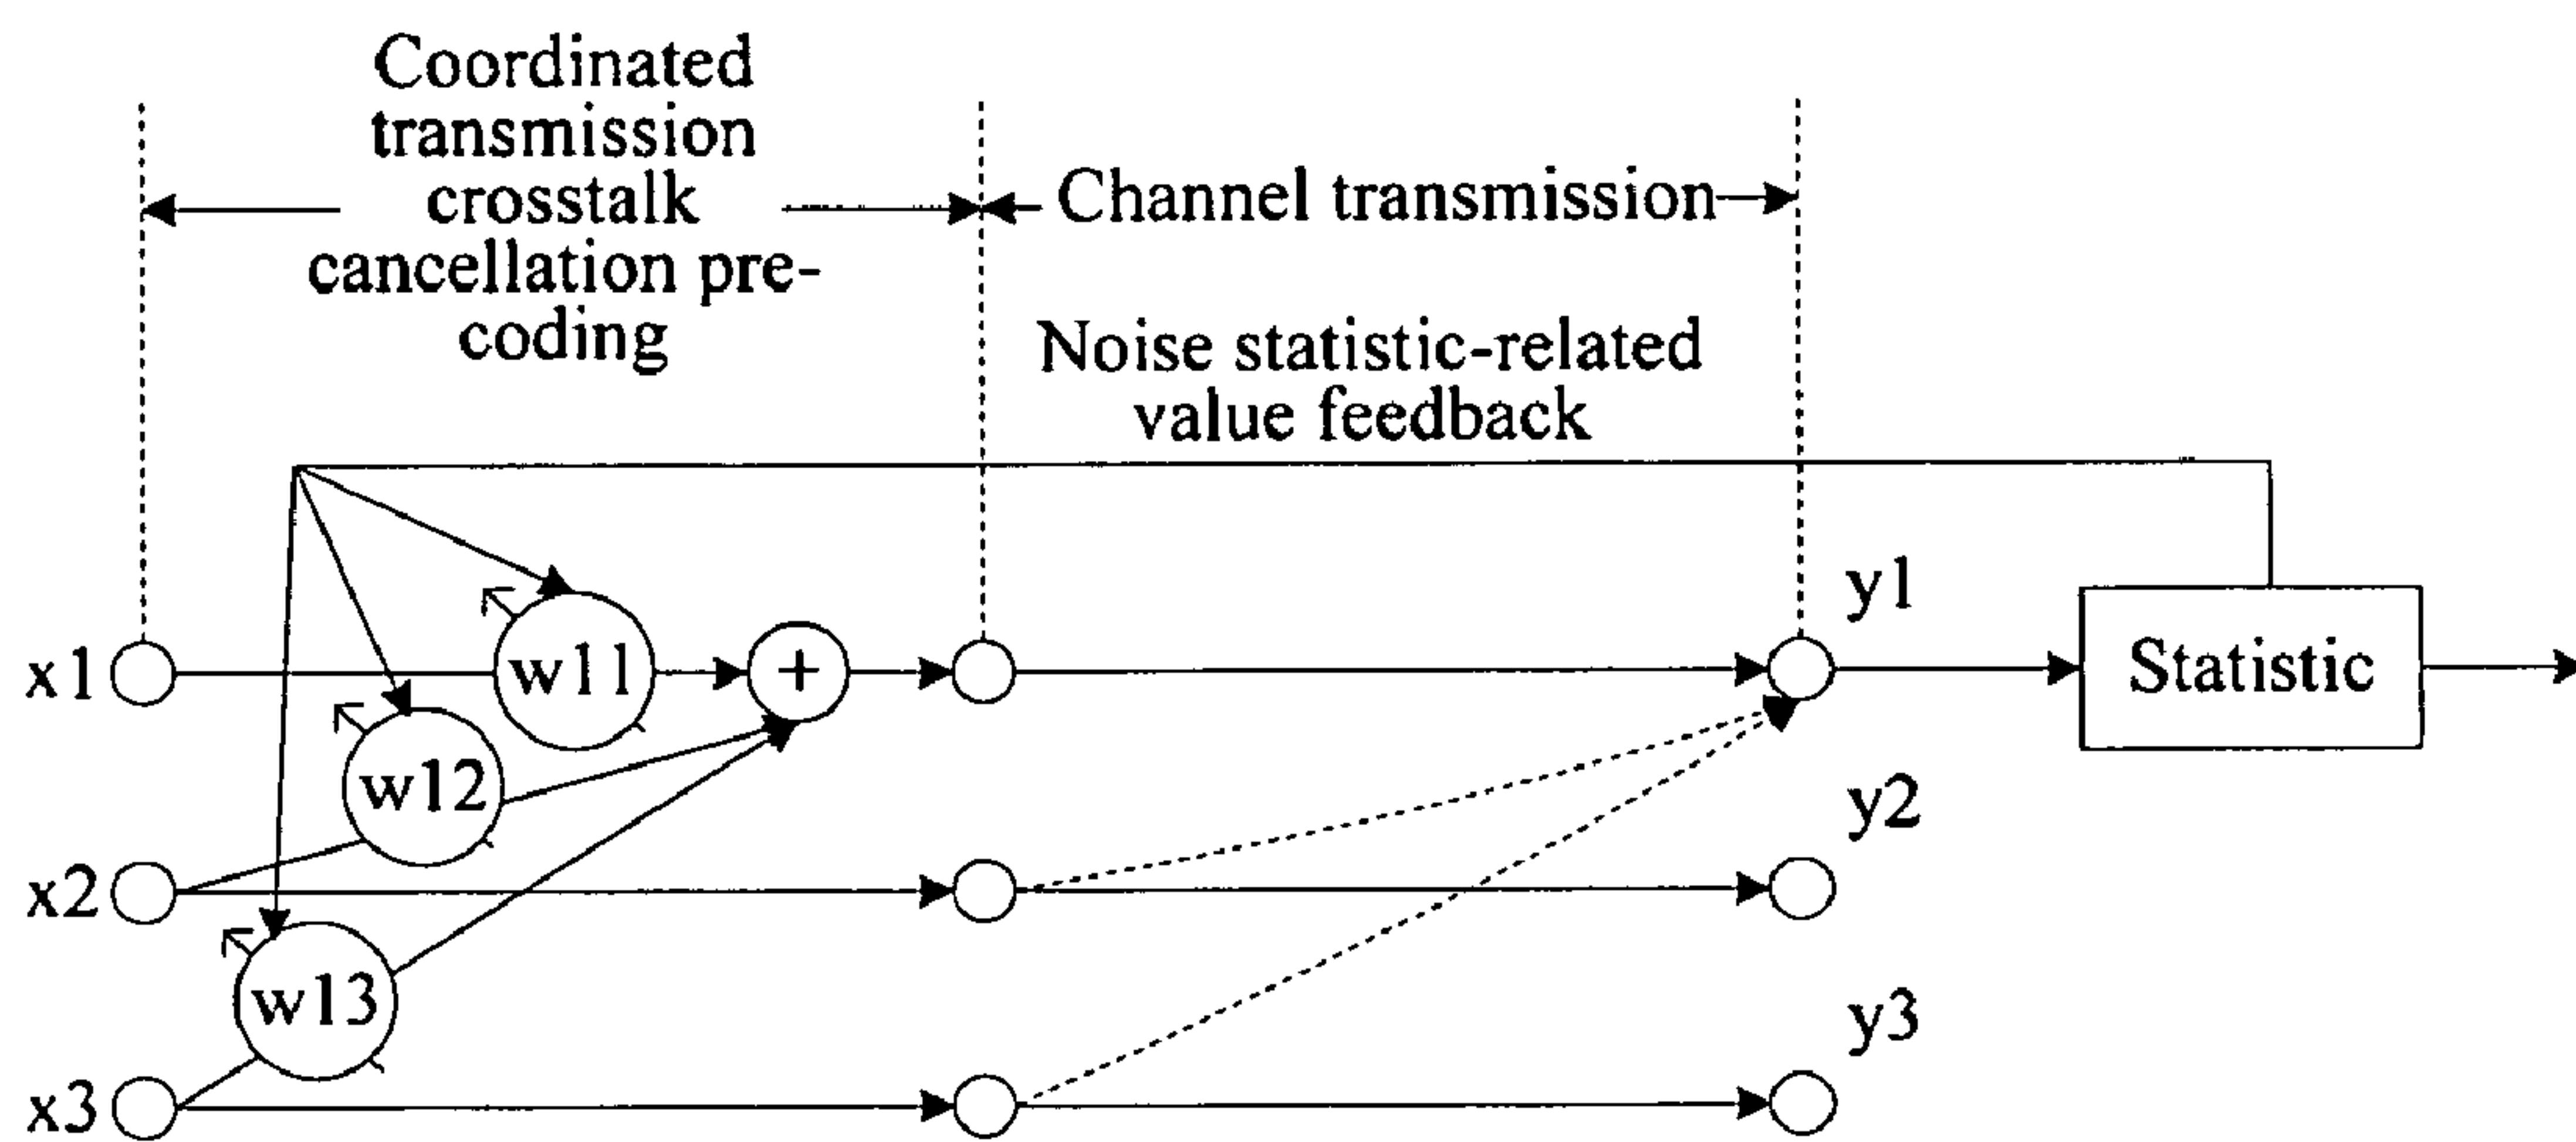 Coordinated
transmission
crosstalk
cancellation pre-
coding
Channel transmission
Noise statistic-related
value feedback
y1
x1
w11
+
Statistic
w12
y2
x2
w13
y3
x3